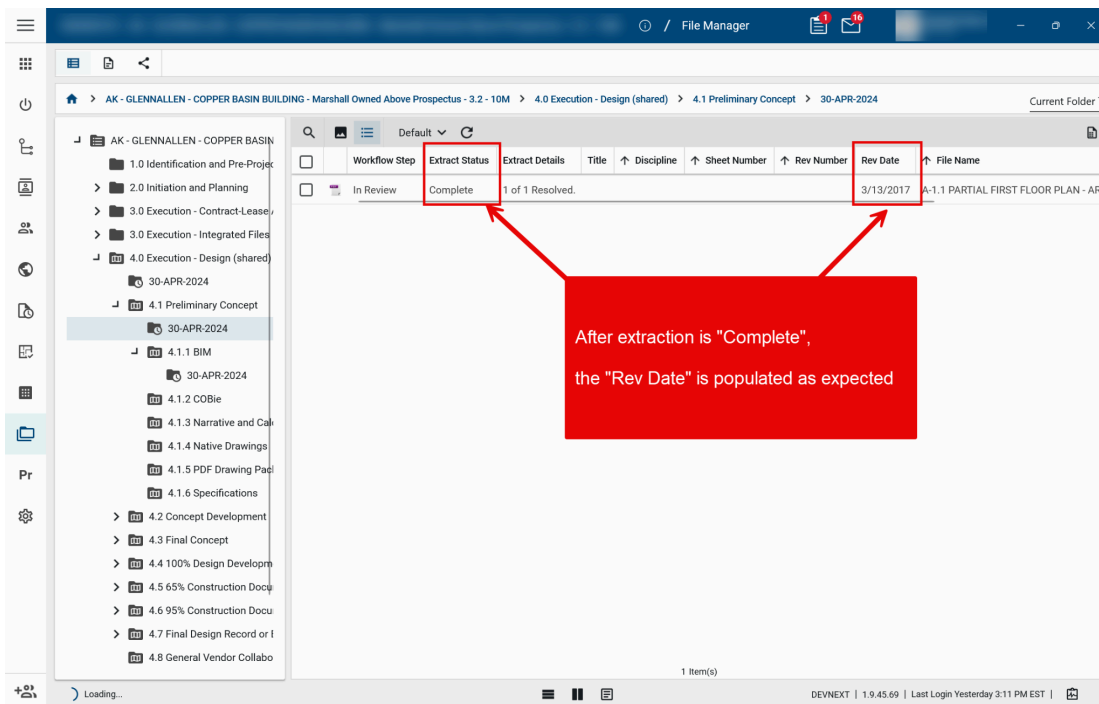 / File Manager
1
16
AK - GLENNALLEN - COPPER BASIN BUILDING - Marshall Owned Above Prospectus - 3.2 - 10M > 4.0 Execution - Design (shared) > 4.1 Preliminary Concept > 30-APR-2024
Current Folder
AK - GLENNALLEN - COPPER BASIN
1.0 Identification and Pre-Projec
2.0 Initiation and Planning
3.0 Execution - Contract-Lease
3.0 Execution - Integrated Files
4.0 Execution - Design (shared)
30-APR-2024
4.1 Preliminary Concept
30-APR-2024
4.1.1 BIM
30-APR-2024
4.1.2 COBie
4.1.3 Narrative and Cal
4.1.4 Native Drawings
4.1.5 PDF Drawing Pac
4.1.6 Specifications
4.2 Concept Development
4.3 Final Concept
4.4 100% Design Developm
4.5 65% Construction Docu
4.6 95% Construction Docu
4.7 Final Design Record or
4.8 General Vendor Collabo
Pr
Default
Workflow Step Extract Status Extract Details Title ↑ Discipline ↑ Sheet Number ↑ Rev Number Rev Date ↑ File Name
In Review Complete 1 of 1 Resolved. 3/13/2017 A-1.1 PARTIAL FIRST FLOOR PLAN - AR
After extraction is "Complete",
the "Rev Date" is populated as expected
1 Item(s)
Loading...
DEVNEXT | 1.9.45.69 | Last Login Yesterday 3:11 PM EST |